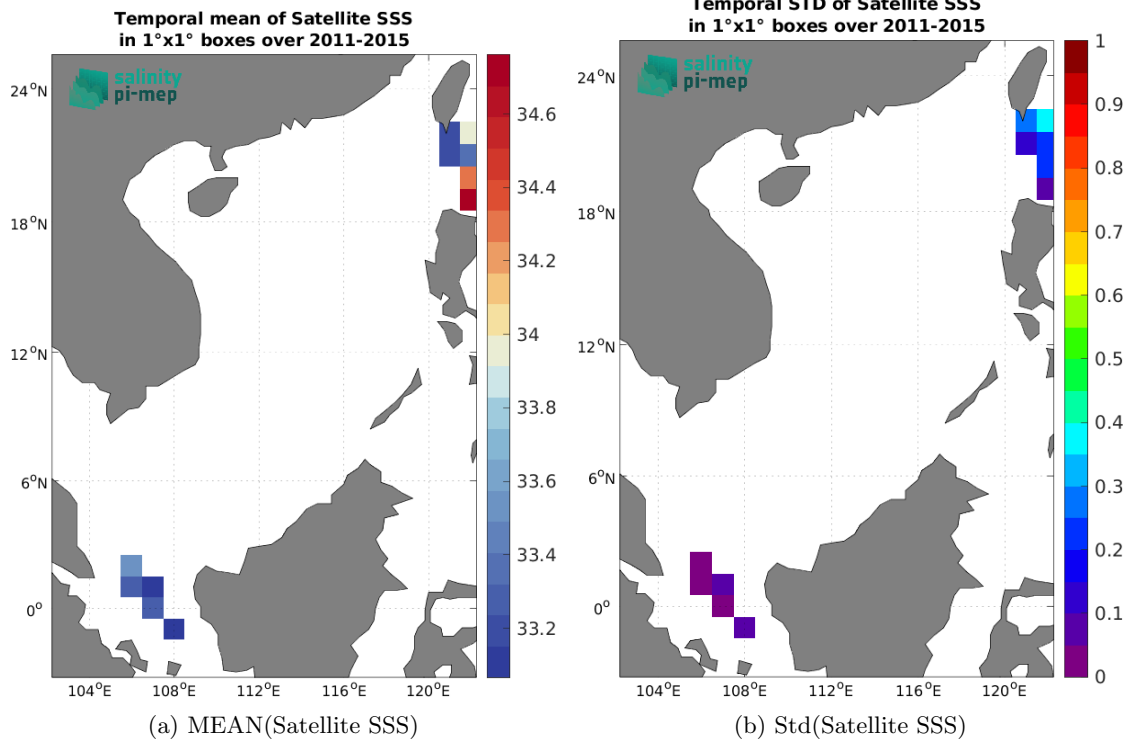 Temporal mean of Satellite SSS
in 1°x1° boxes over 2011-2015
salinity
pi-mep
24°N
18°N
12°N
6°N
0°
104°E
108°E
112°E
116°E
120°E
34.6
34.4
34.2
34
33.8
33.6
33.4
33.2
(a) MEAN(Satellite SSS)
Temporal STD of Satellite SSS
in 1°x1° boxes over 2011-2015
salinity
pi-mep
24°N
18°N
12°N
6°N
0°
104°E
108°E
112°E
116°E
120°E
1
0.9
0.8
0.7
0.6
0.5
0.4
0.3
0.2
0.1
0
(b) Std(Satellite SSS)